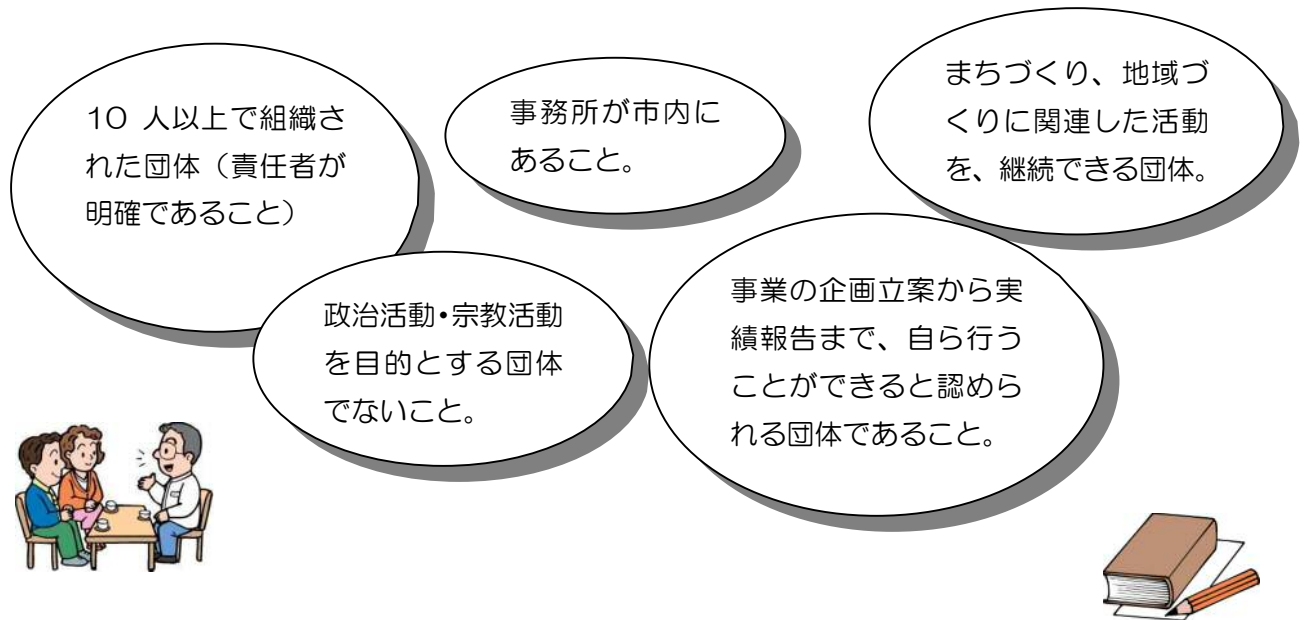 10 人以上で組織さ
れた団体（責任者が
明確であること）
事務所が市内に
あること。
まちづくり、地域づ
くりに関連した活動
を、継続できる団体。
政治活動・宗教活動
を目的とする団体
でないこと。
事業の企画立案から実
績報告まで、自ら行う
ことができると認めら
れる団体であること。